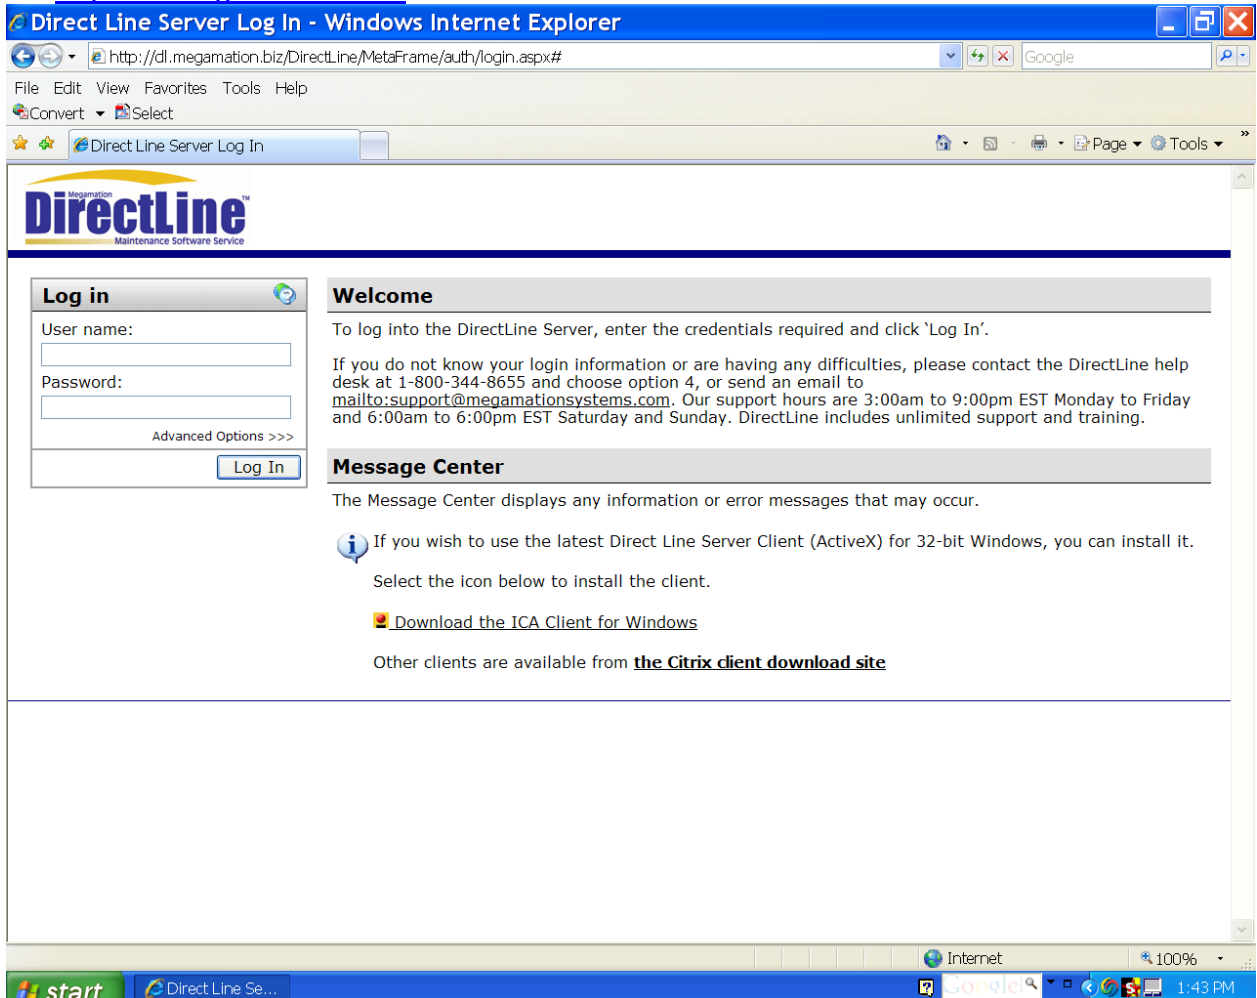 Direct Line Server Log In - Windows Internet Explorer
http://dl.megamation.biz/DirectLine/MetaFrame/auth/login.aspx#
Google
File Edit View Favorites Tools Help
Convert Select
Direct Line Server Log In
Page Tools
Megamation
DirectLine™
Maintenance Software Service
Log in
User name:
Password:
Advanced Options >>>
Log In
Welcome
To log into the DirectLine Server, enter the credentials required and click `Log In’.
If you do not know your login information or are having any difficulties, please contact the DirectLine help
desk at 1-800-344-8655 and choose option 4, or send an email to
mailto:support@megamationsystems.com. Our support hours are 3:00am to 9:00pm EST Monday to Friday
and 6:00am to 6:00pm EST Saturday and Sunday. DirectLine includes unlimited support and training.
Message Center
The Message Center displays any information or error messages that may occur.
If you wish to use the latest Direct Line Server Client (ActiveX) for 32-bit Windows, you can install it.
Select the icon below to install the client.
Download the ICA Client for Windows
Other clients are available from the Citrix client download site
Internet
100%
start
Direct Line Se...
Google
1:43 PM